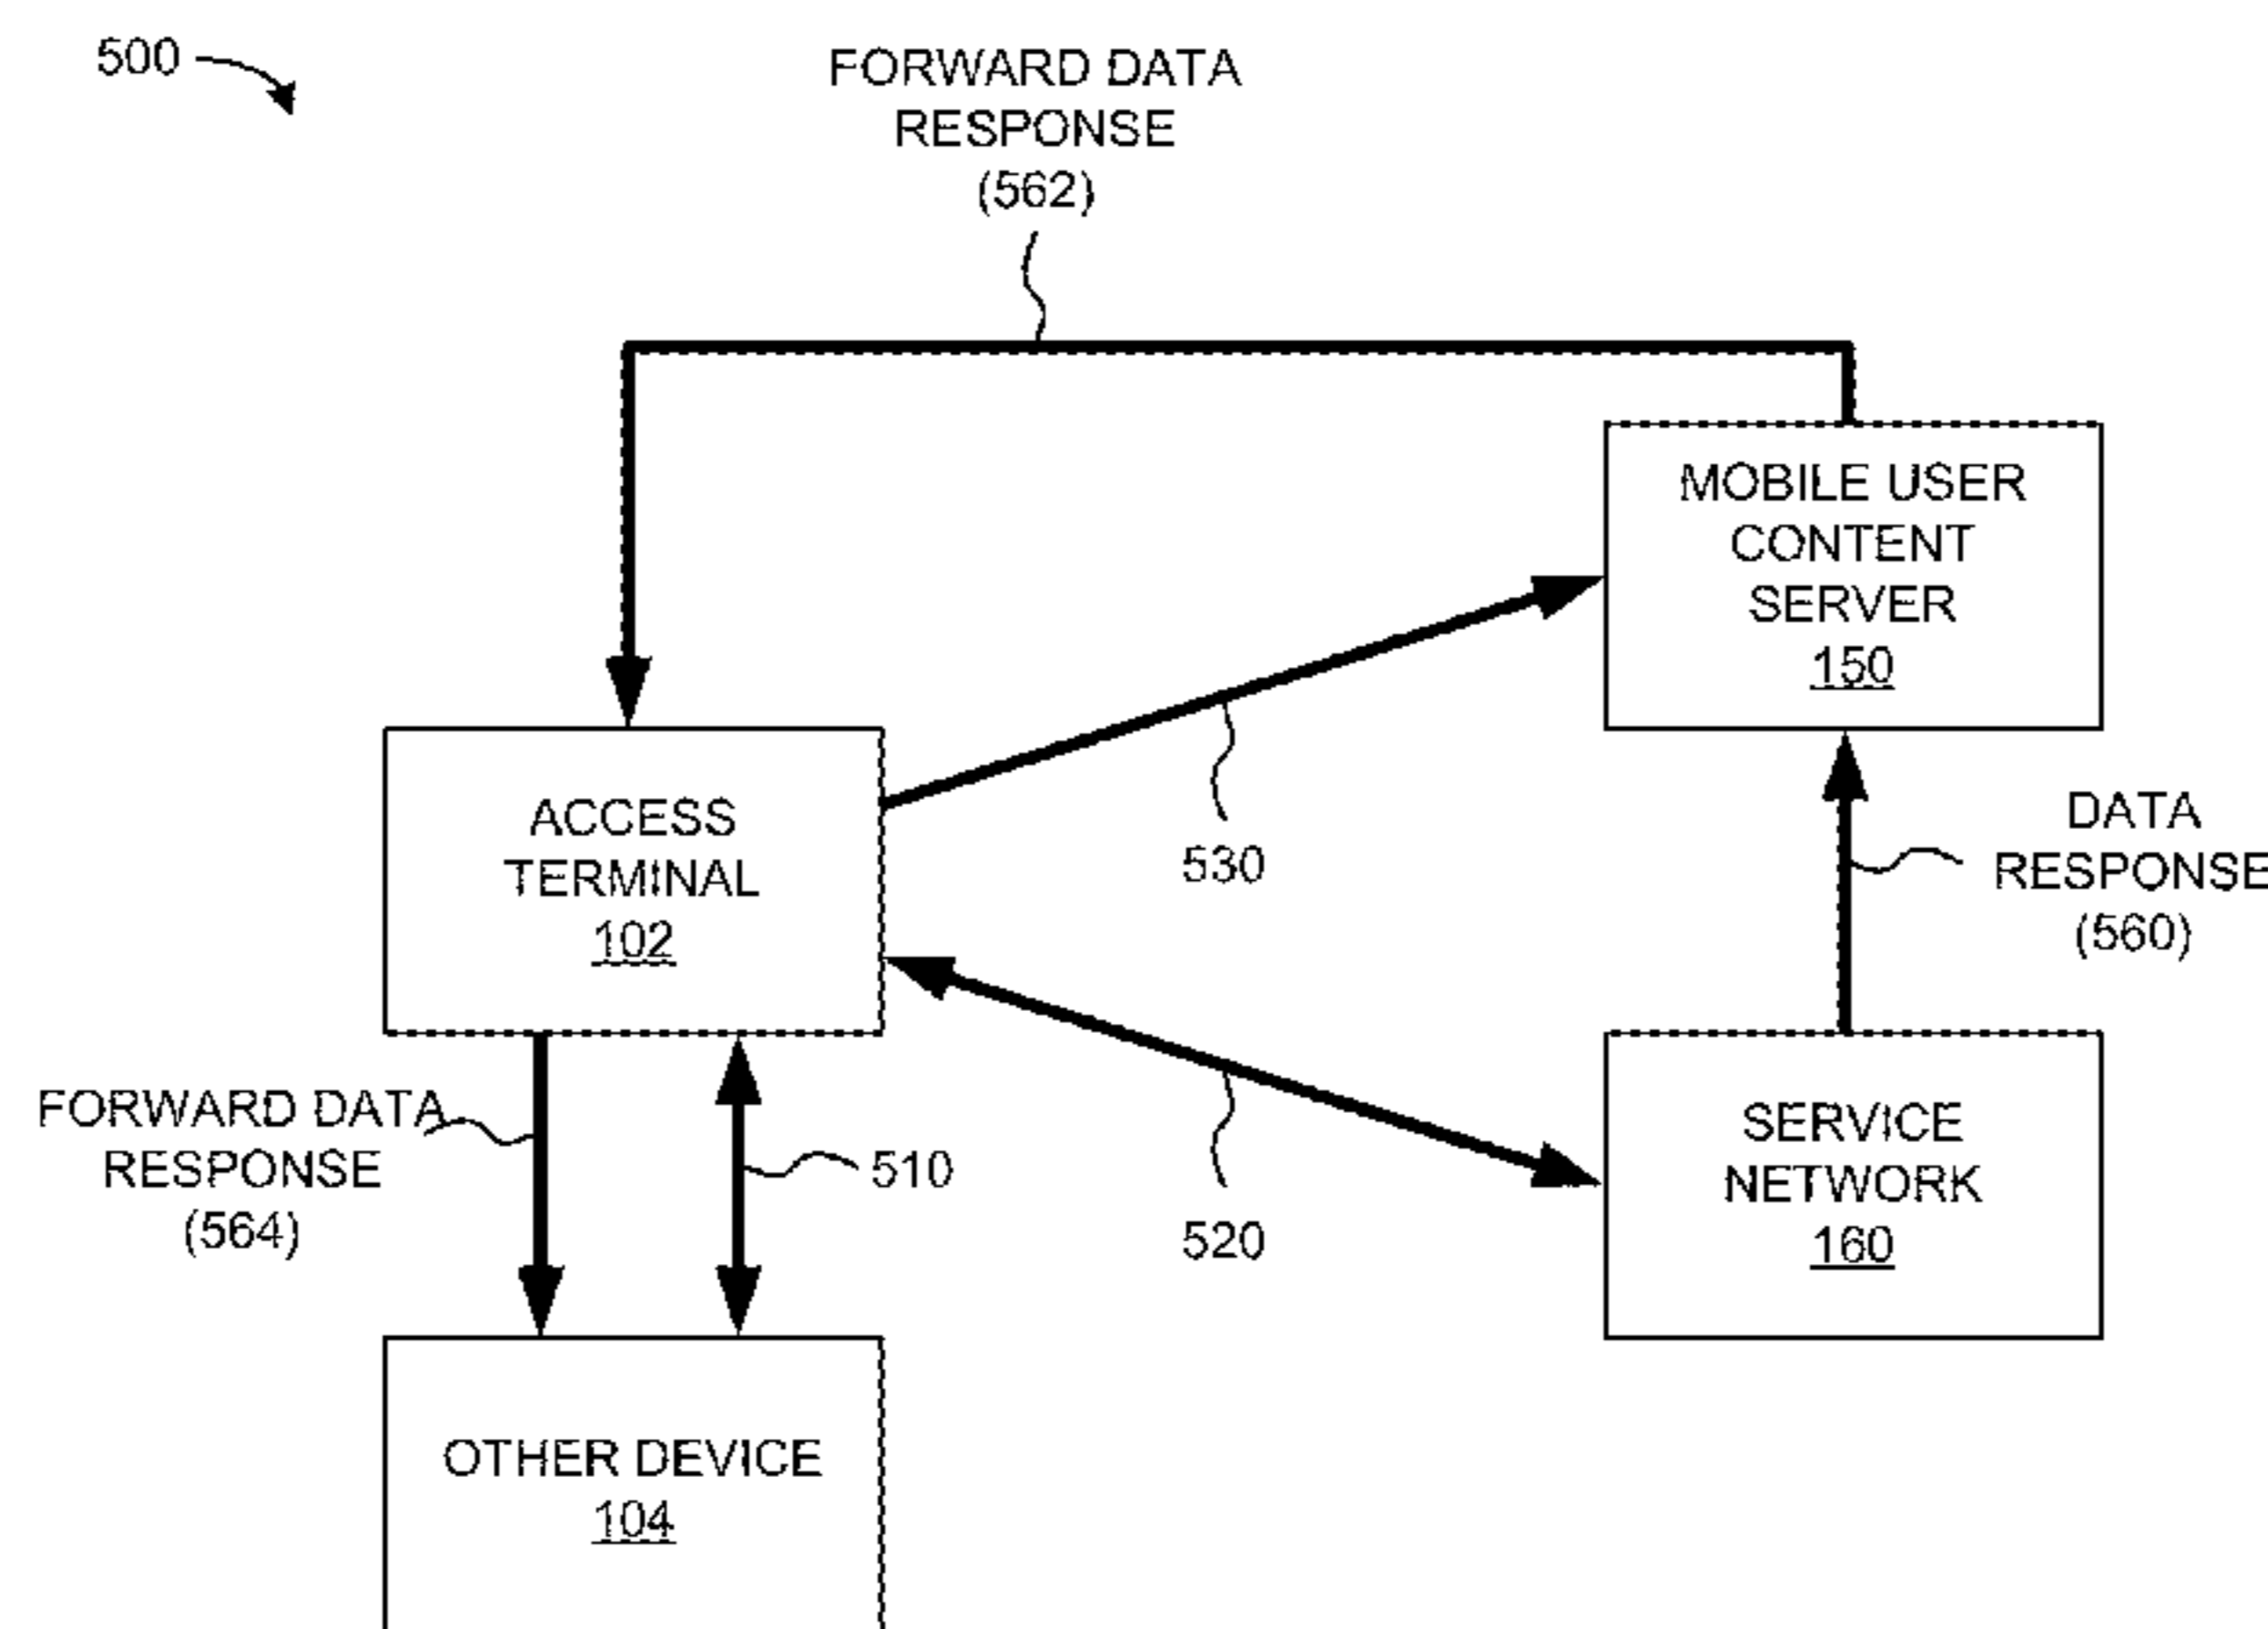 500
FORWARD DATA
RESPONSE
(562)
MOBILE USER
CONTENT
SERVER
150
ACCESS
TERMINAL
102
530
DATA
RESPONSE
(560)
FORWARD DATA
RESPONSE
(564)
510
520
SERVICE
NETWORK
160
OTHER DEVICE
104